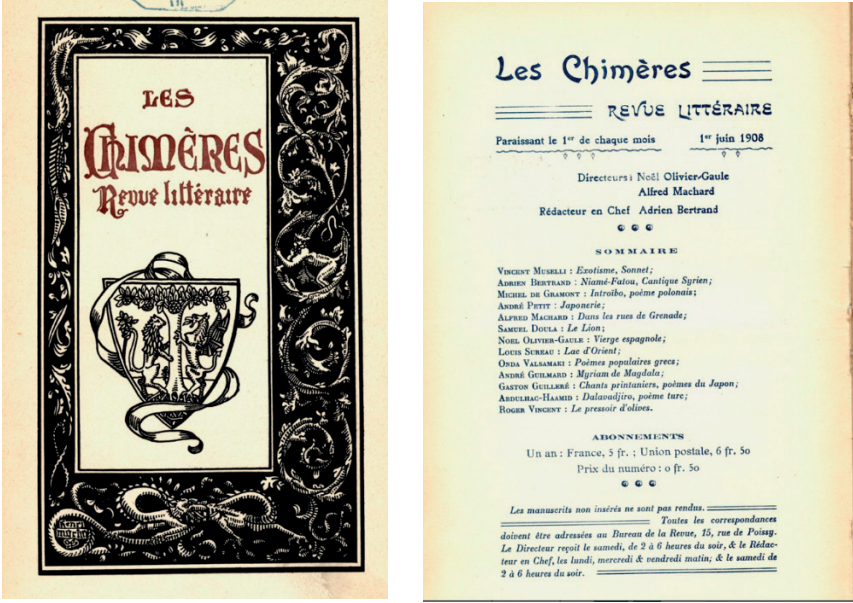 LES
CHIMÈRES
Revue littéraire
Les Chimères
REVUE LITTÉRAIRE
Paraissant le 1er de chaque mois 1er juin 1908
Directeurs : Noël Olivier-Gaule
Alfred Machard
Rédacteur en Chef Adrien Bertrand
SOMMAIRE
VINCENT MUSELLI : Exotisme, Sonnet;
ADRIEN BERTRAND : Niamé-Fatou, Cantique Syrien;
MICHEL DE GRAMONT : Introïbo, poème polonais;
ANDRÉ PETIT : Japonerie;
ALFRED MACHARD : Dans les rues de Grenade;
SAMUEL DOULA : Le Lion;
NOEL OLIVIER-GAULE : Vierge espagnole;
LOUIS SUREAU : Lac d'Orient;
ONDA VALSAMAKI : Poèmes populaires grecs;
ANDRÉ GUILMARD : Myriam de Magdala;
GASTON GUILLERÉ : Chants printaniers, poèmes du Japon;
ABDULHAC-HAAMID : Dalavadjiro, poème turc;
ROGER VINCENT : Le pressoir d'olives.
ABONNEMENTS
Un an : France, 5 fr. ; Union postale, 6 fr. 50
Prix du numéro : 0 fr. 50
Les manuscrits non insérés ne sont pas rendus.
Toutes les correspondances
doivent être adressées au Bureau de la Revue, 15, rue de Poissy.
Le Directeur reçoit le samedi, de 2 à 6 heures du soir, & le Rédac-
teur en Chef, les lundi, mercredi & vendredi matin; & le samedi de
2 à 6 heures du soir.